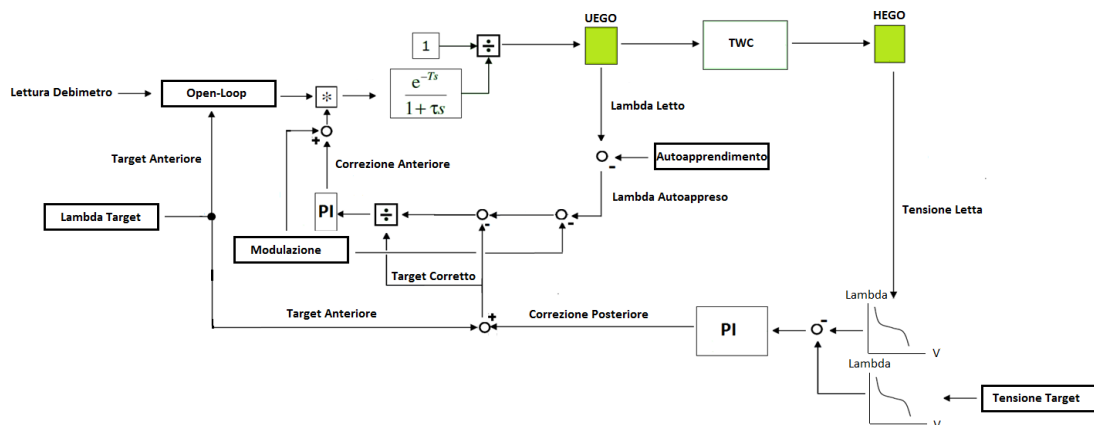 UEGO
HEGO
1
÷
TWC
Lettura Debimetro
Open-Loop
*
e^{-Ts}
1 + τs
Lambda Letto
+
Target Anteriore
Correzione Anteriore
Autoapprendimento
-
Lambda Autoappreso
Lambda Target
PI
÷
-
-
Tensione Letta
Modulazione
Target Corretto
Lambda
Target Anteriore
+
Correzione Posteriore
PI
-
V
Lambda
Tensione Target
V